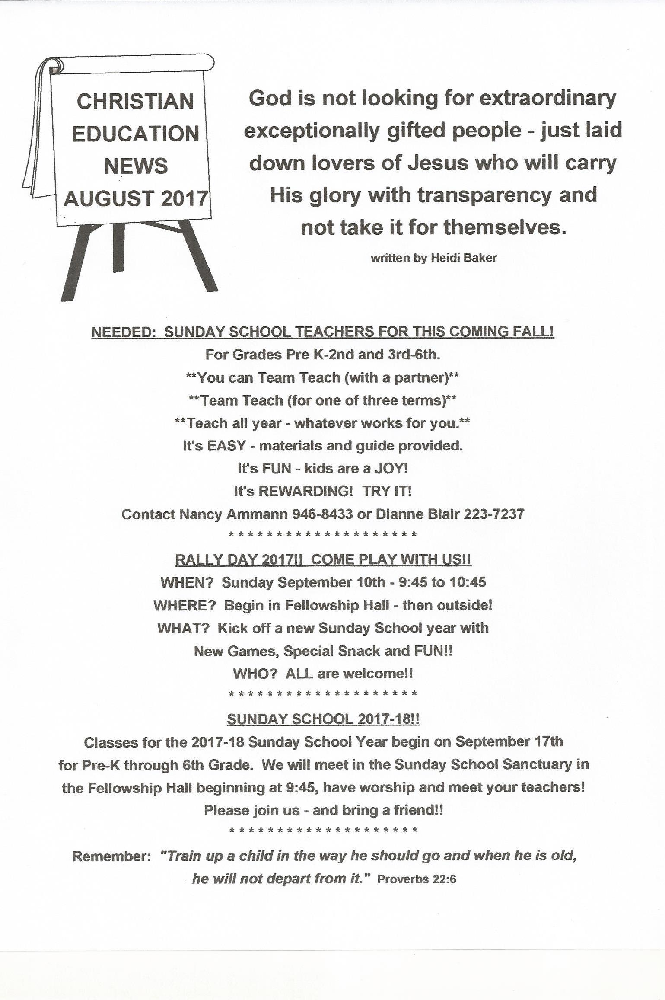 CHRISTIAN
EDUCATION
NEWS
AUGUST 2017
God is not looking for extraordinary
exceptionally gifted people - just laid
down lovers of Jesus who will carry
His glory with transparency and
not take it for themselves.
written by Heidi Baker
NEEDED:  SUNDAY SCHOOL TEACHERS FOR THIS COMING FALL!
For Grades Pre K-2nd and 3rd-6th.
**You can Team Teach (with a partner)**
**Team Teach (for one of three terms)**
**Teach all year - whatever works for you.**
It's EASY - materials and guide provided.
It's FUN - kids are a JOY!
It's REWARDING!  TRY IT!
Contact Nancy Ammann 946-8433 or Dianne Blair 223-7237
* * * * * * * * * * * * * * * * * * * *
RALLY DAY 2017!!  COME PLAY WITH US!!
WHEN?  Sunday September 10th - 9:45 to 10:45
WHERE?  Begin in Fellowship Hall - then outside!
WHAT?  Kick off a new Sunday School year with
New Games, Special Snack and FUN!!
WHO?  ALL are welcome!!
* * * * * * * * * * * * * * * * * * * *
SUNDAY SCHOOL 2017-18!!
Classes for the 2017-18 Sunday School Year begin on September 17th
for Pre-K through 6th Grade.  We will meet in the Sunday School Sanctuary in
the Fellowship Hall beginning at 9:45, have worship and meet your teachers!
Please join us - and bring a friend!!
* * * * * * * * * * * * * * * * * * * *
Remember:  "Train up a child in the way he should go and when he is old,
he will not depart from it."  Proverbs 22:6